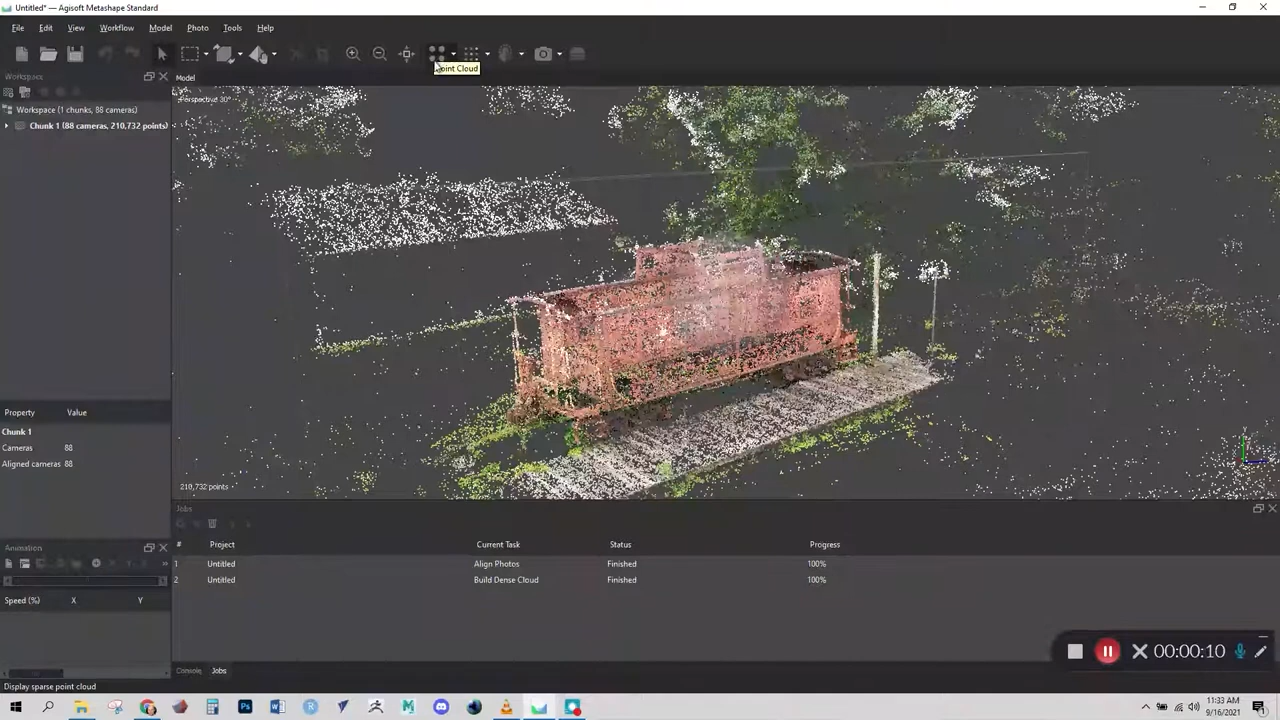 Untitled* — Agisoft Metashape Standard
File Edit View Workflow Model Photo Tools Help
Point Cloud
Workspace
Model
Workspace (1 chunks, 88 cameras)
Chunk 1 (88 cameras, 210,732 points)
Perspective 30°
Property Value
Chunk 1
Cameras 88
Aligned cameras 88
210,732 points
Jobs
# Project Current Task Status Progress
1 Untitled Align Photos Finished 100%
2 Untitled Build Dense Cloud Finished 100%
Animation
Speed (%) X Y
00:00:10
Console Jobs
Display sparse point cloud
11:33 AM
9/16/2021